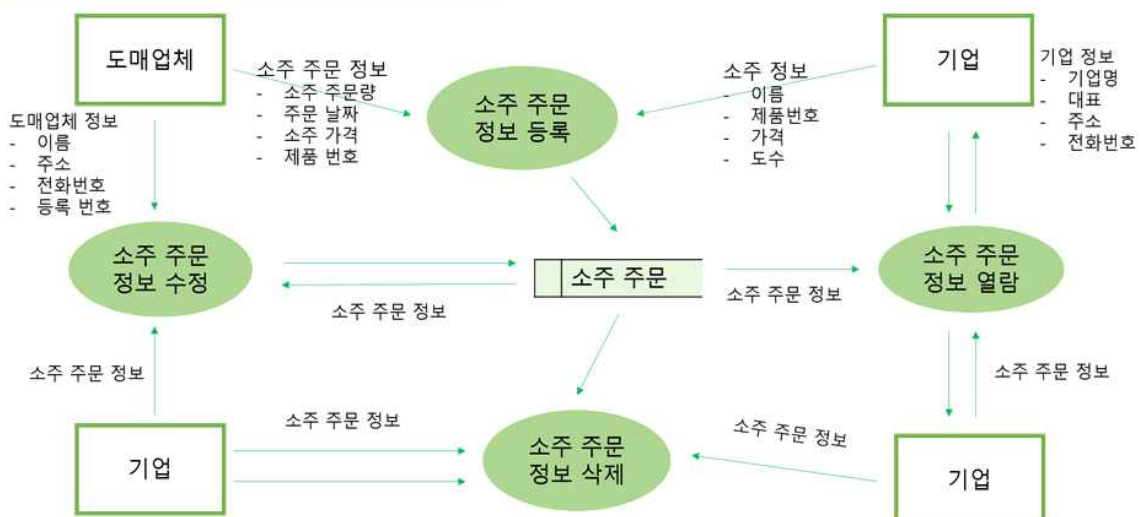 도매업체
소주 주문 정보
- 소주 주문량
- 주문 날짜
- 소주 가격
- 제품 번호
소주 주문
정보 등록
소주 정보
- 이름
- 제품번호
- 가격
- 도수
기업
기업 정보
- 기업명
- 대표
- 주소
- 전화번호
도매업체 정보
- 이름
- 주소
- 전화번호
- 등록 번호
소주 주문
정보 수정
소주 주문 정보
소주 주문
소주 주문 정보
소주 주문
정보 열람
소주 주문 정보
소주 주문 정보
기업
소주 주문 정보
소주 주문
정보 삭제
소주 주문 정보
기업